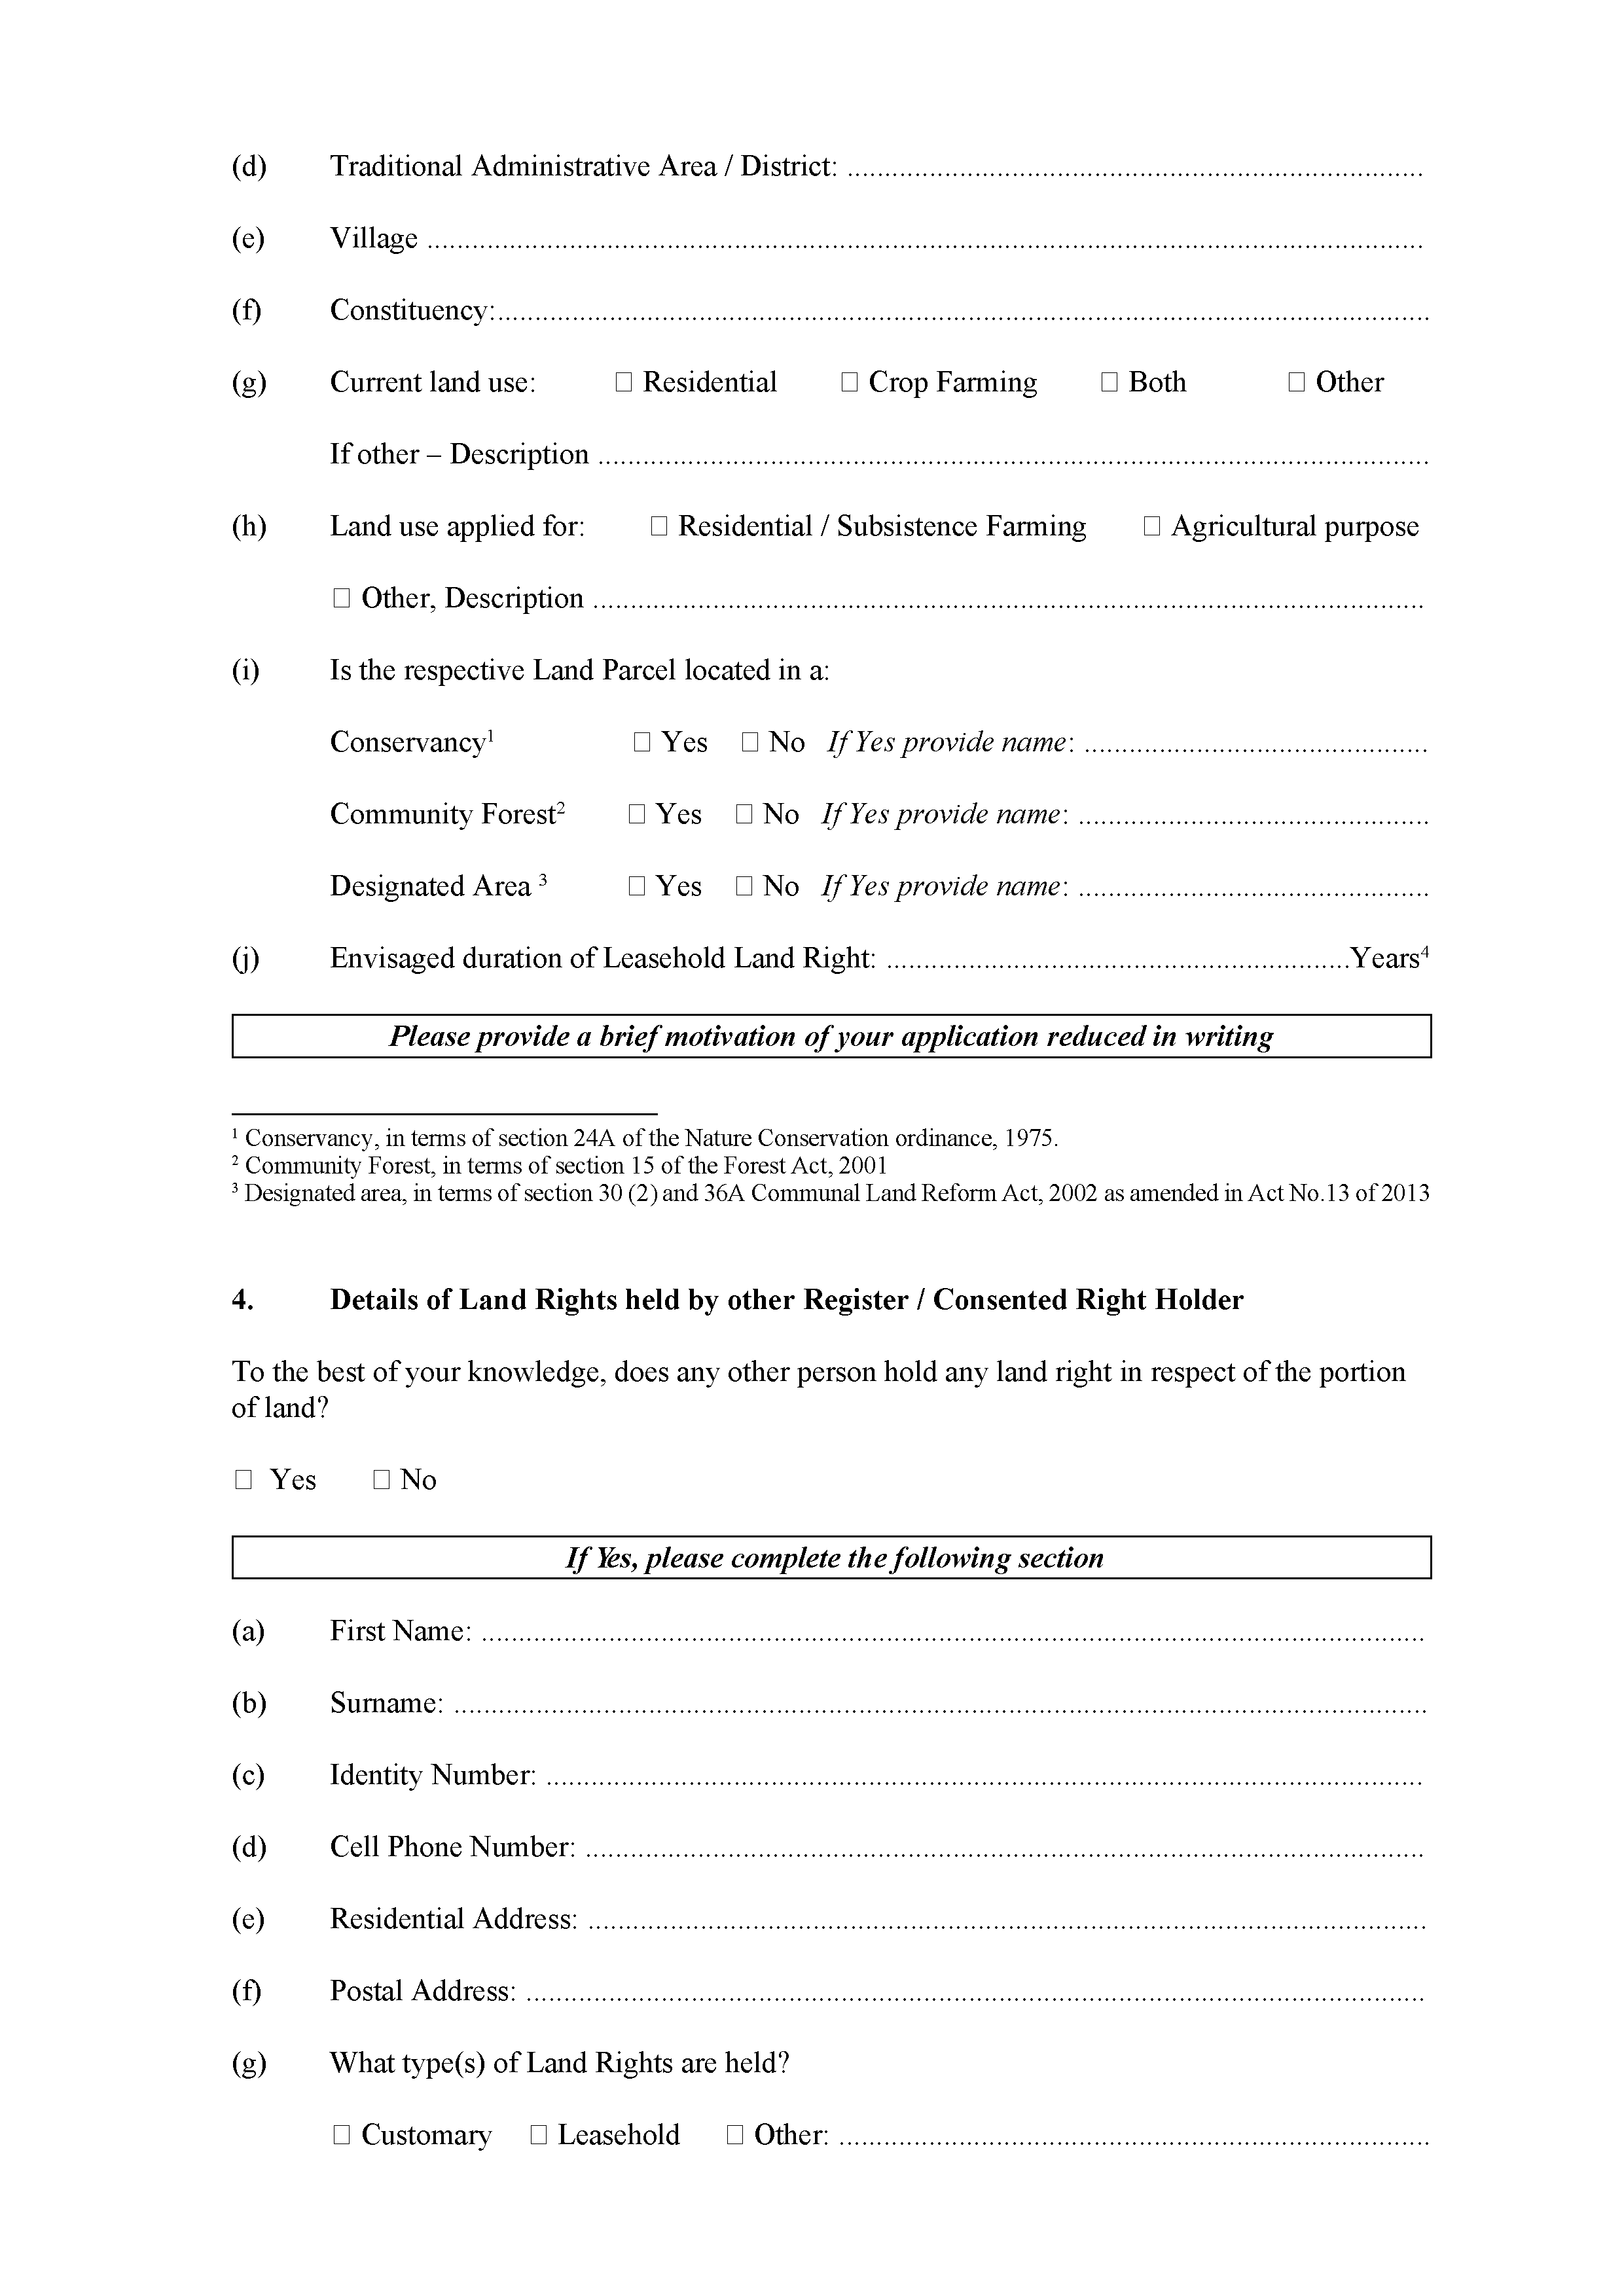 (d) Traditional Administrative Area / District: ............................................................................
(e) Village ....................................................................................................................................
(f) Constituency:............................................................................................................................
(g) Current land use: ☐ Residential ☐ Crop Farming ☐ Both ☐ Other
If other – Description ..............................................................................................................
(h) Land use applied for: ☐ Residential / Subsistence Farming ☐ Agricultural purpose
☐ Other, Description ..............................................................................................................
(i) Is the respective Land Parcel located in a:
Conservancy¹ ☐ Yes ☐ No If Yes provide name: .............................................
Community Forest² ☐ Yes ☐ No If Yes provide name: ..............................................
Designated Area ³ ☐ Yes ☐ No If Yes provide name: ..............................................
(j) Envisaged duration of Leasehold Land Right: .............................................................Years⁴
Please provide a brief motivation of your application reduced in writing
¹ Conservancy, in terms of section 24A of the Nature Conservation ordinance, 1975.
² Community Forest, in terms of section 15 of the Forest Act, 2001
³ Designated area, in terms of section 30 (2) and 36A Communal Land Reform Act, 2002 as amended in Act No.13 of 2013
4. Details of Land Rights held by other Register / Consented Right Holder
To the best of your knowledge, does any other person hold any land right in respect of the portion
of land?
☐ Yes ☐ No
If Yes, please complete the following section
(a) First Name: .............................................................................................................................
(b) Surname: .................................................................................................................................
(c) Identity Number: ....................................................................................................................
(d) Cell Phone Number: ...............................................................................................................
(e) Residential Address: ...............................................................................................................
(f) Postal Address: .......................................................................................................................
(g) What type(s) of Land Rights are held?
☐ Customary ☐ Leasehold ☐ Other: ..............................................................................